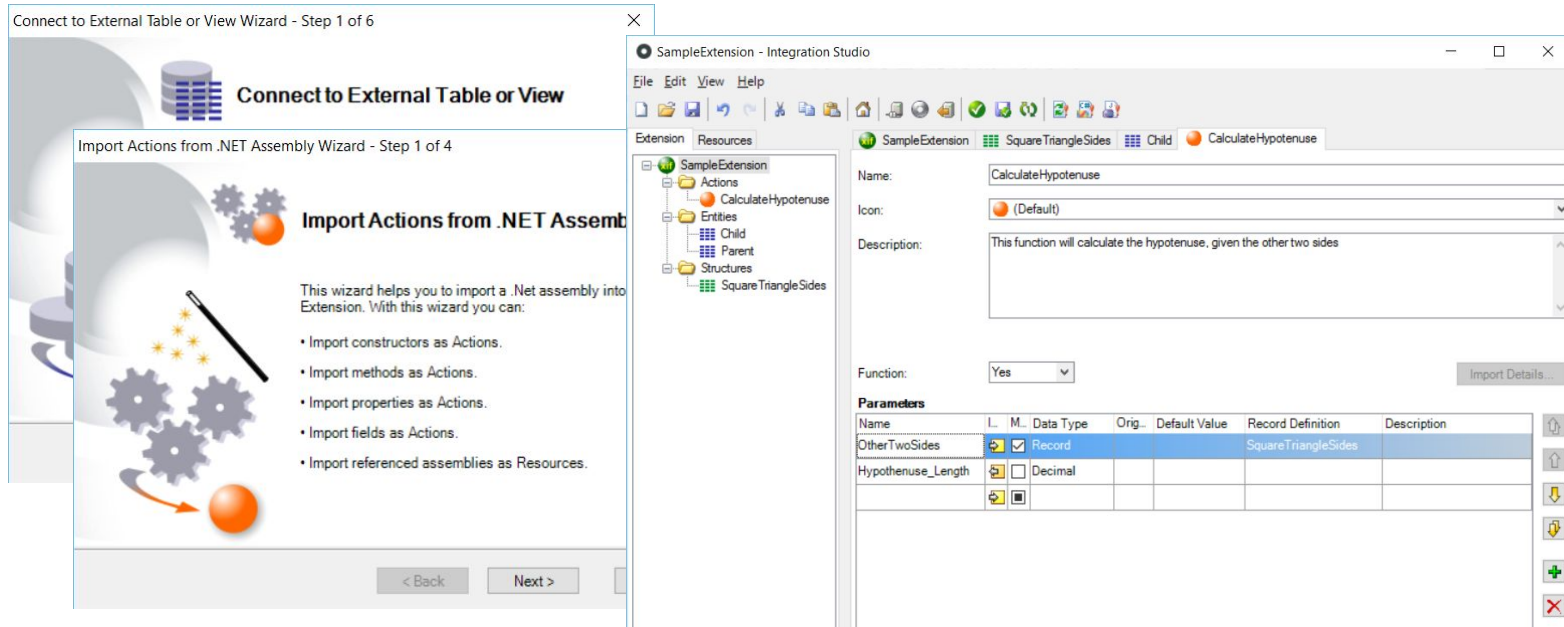 Connect to External Table or View Wizard - Step 1 of 6
Connect to External Table or View
Import Actions from .NET Assembly Wizard - Step 1 of 4
Import Actions from .NET Assemb
This wizard helps you to import a .Net assembly into
Extension. With this wizard you can:
• Import constructors as Actions.
• Import methods as Actions.
• Import properties as Actions.
• Import fields as Actions.
• Import referenced assemblies as Resources.
< Back
Next >
SampleExtension - Integration Studio
File Edit View Help
Extension Resources
SampleExtension
Actions
CalculateHypotenuse
Entities
Child
Parent
Structures
SquareTriangleSides
SampleExtension SquareTriangleSides Child CalculateHypotenuse
Name: CalculateHypotenuse
Icon: (Default)
Description: This function will calculate the hypotenuse, given the other two sides
Function: Yes
Import Details...
Parameters
Name I... M... Data Type Orig... Default Value Record Definition Description
OtherTwoSides Record SquareTriangleSides
Hypothenuse_Length Decimal